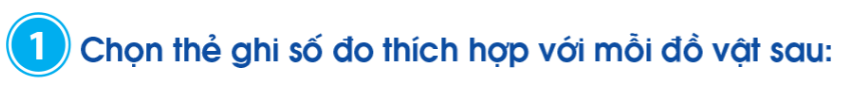 1 Chọn thẻ ghi số đo thích hợp với mỗi đồ vật sau: